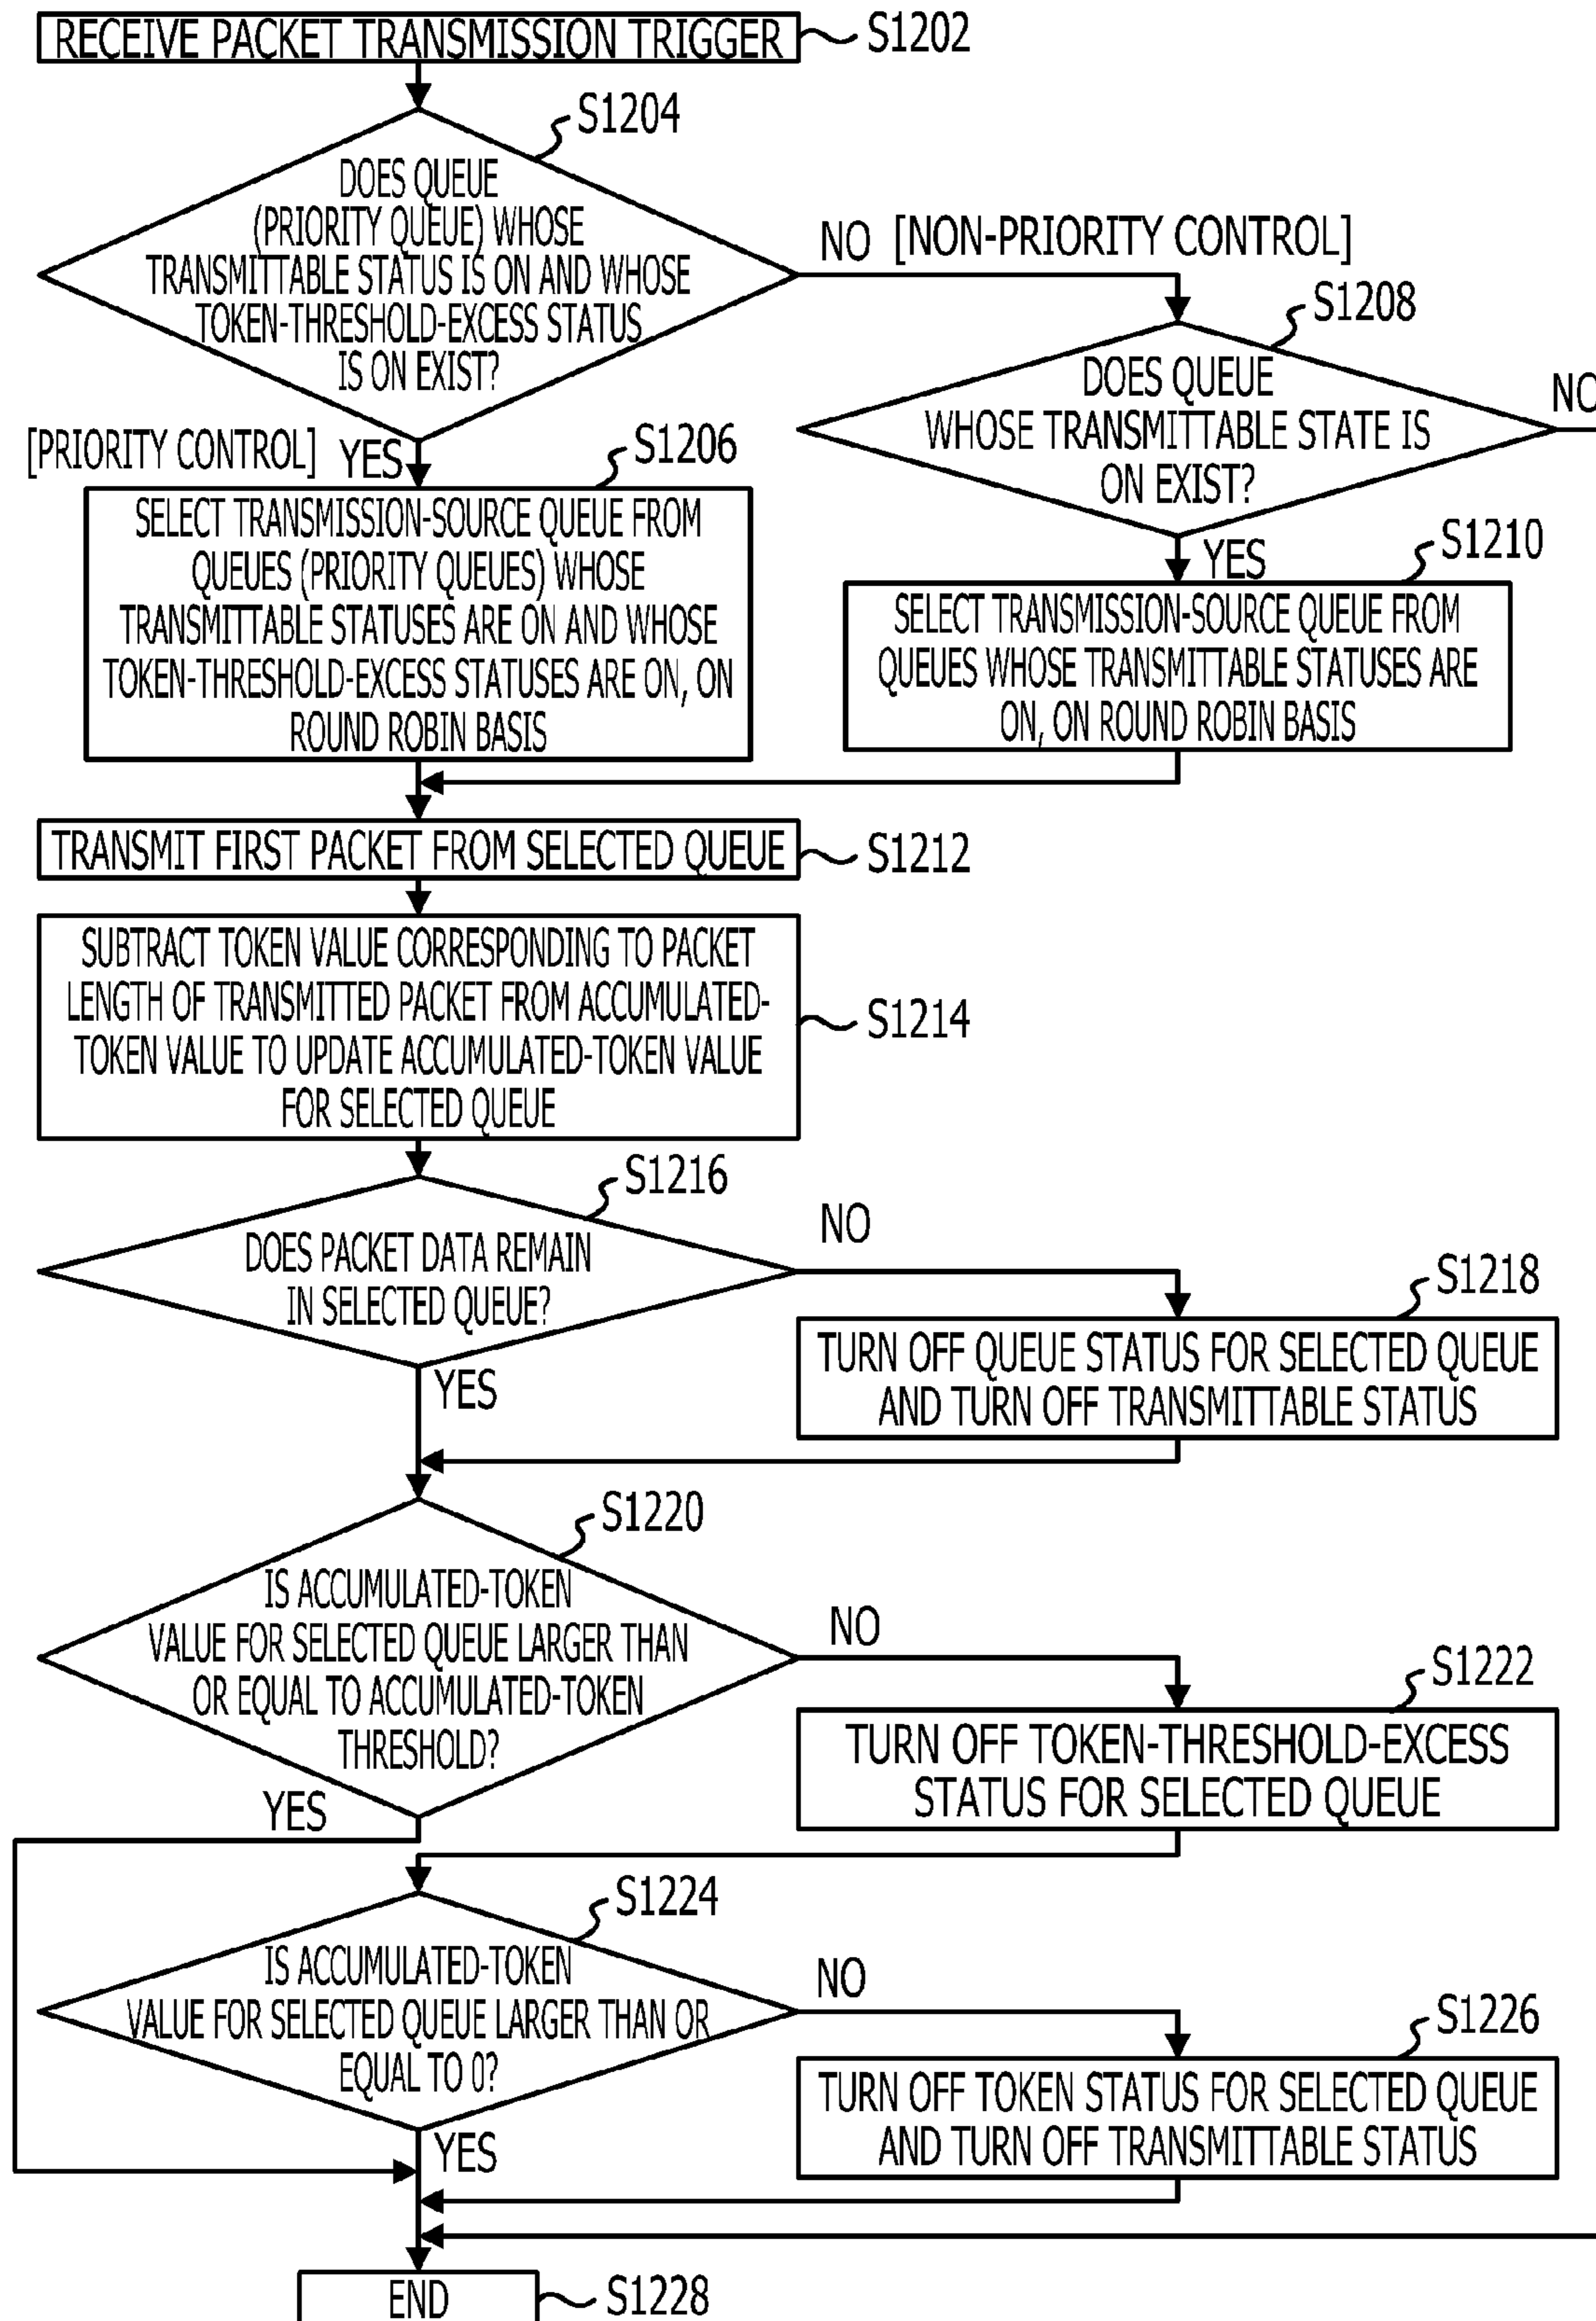 RECEIVE PACKET TRANSMISSION TRIGGER
S1202
S1204
DOES QUEUE
(PRIORITY QUEUE) WHOSE
TRANSMITTABLE STATUS IS ON AND WHOSE
TOKEN-THRESHOLD-EXCESS STATUS
IS ON EXIST?
NO [NON-PRIORITY CONTROL]
S1208
DOES QUEUE
WHOSE TRANSMITTABLE STATE IS
ON EXIST?
NO
[PRIORITY CONTROL] YES
S1206
SELECT TRANSMISSION-SOURCE QUEUE FROM
QUEUES (PRIORITY QUEUES) WHOSE
TRANSMITTABLE STATUSES ARE ON AND WHOSE
TOKEN-THRESHOLD-EXCESS STATUSES ARE ON, ON
ROUND ROBIN BASIS
YES
S1210
SELECT TRANSMISSION-SOURCE QUEUE FROM
QUEUES WHOSE TRANSMITTABLE STATUSES ARE
ON, ON ROUND ROBIN BASIS
TRANSMIT FIRST PACKET FROM SELECTED QUEUE
S1212
SUBTRACT TOKEN VALUE CORRESPONDING TO PACKET
LENGTH OF TRANSMITTED PACKET FROM ACCUMULATED-
TOKEN VALUE TO UPDATE ACCUMULATED-TOKEN VALUE
FOR SELECTED QUEUE
S1214
S1216
DOES PACKET DATA REMAIN
IN SELECTED QUEUE?
NO
S1218
TURN OFF QUEUE STATUS FOR SELECTED QUEUE
AND TURN OFF TRANSMITTABLE STATUS
YES
S1220
IS ACCUMULATED-TOKEN
VALUE FOR SELECTED QUEUE LARGER THAN
OR EQUAL TO ACCUMULATED-TOKEN
THRESHOLD?
NO
S1222
TURN OFF TOKEN-THRESHOLD-EXCESS
STATUS FOR SELECTED QUEUE
YES
S1224
IS ACCUMULATED-TOKEN
VALUE FOR SELECTED QUEUE LARGER THAN OR
EQUAL TO 0?
NO
S1226
TURN OFF TOKEN STATUS FOR SELECTED QUEUE
AND TURN OFF TRANSMITTABLE STATUS
YES
END
S1228